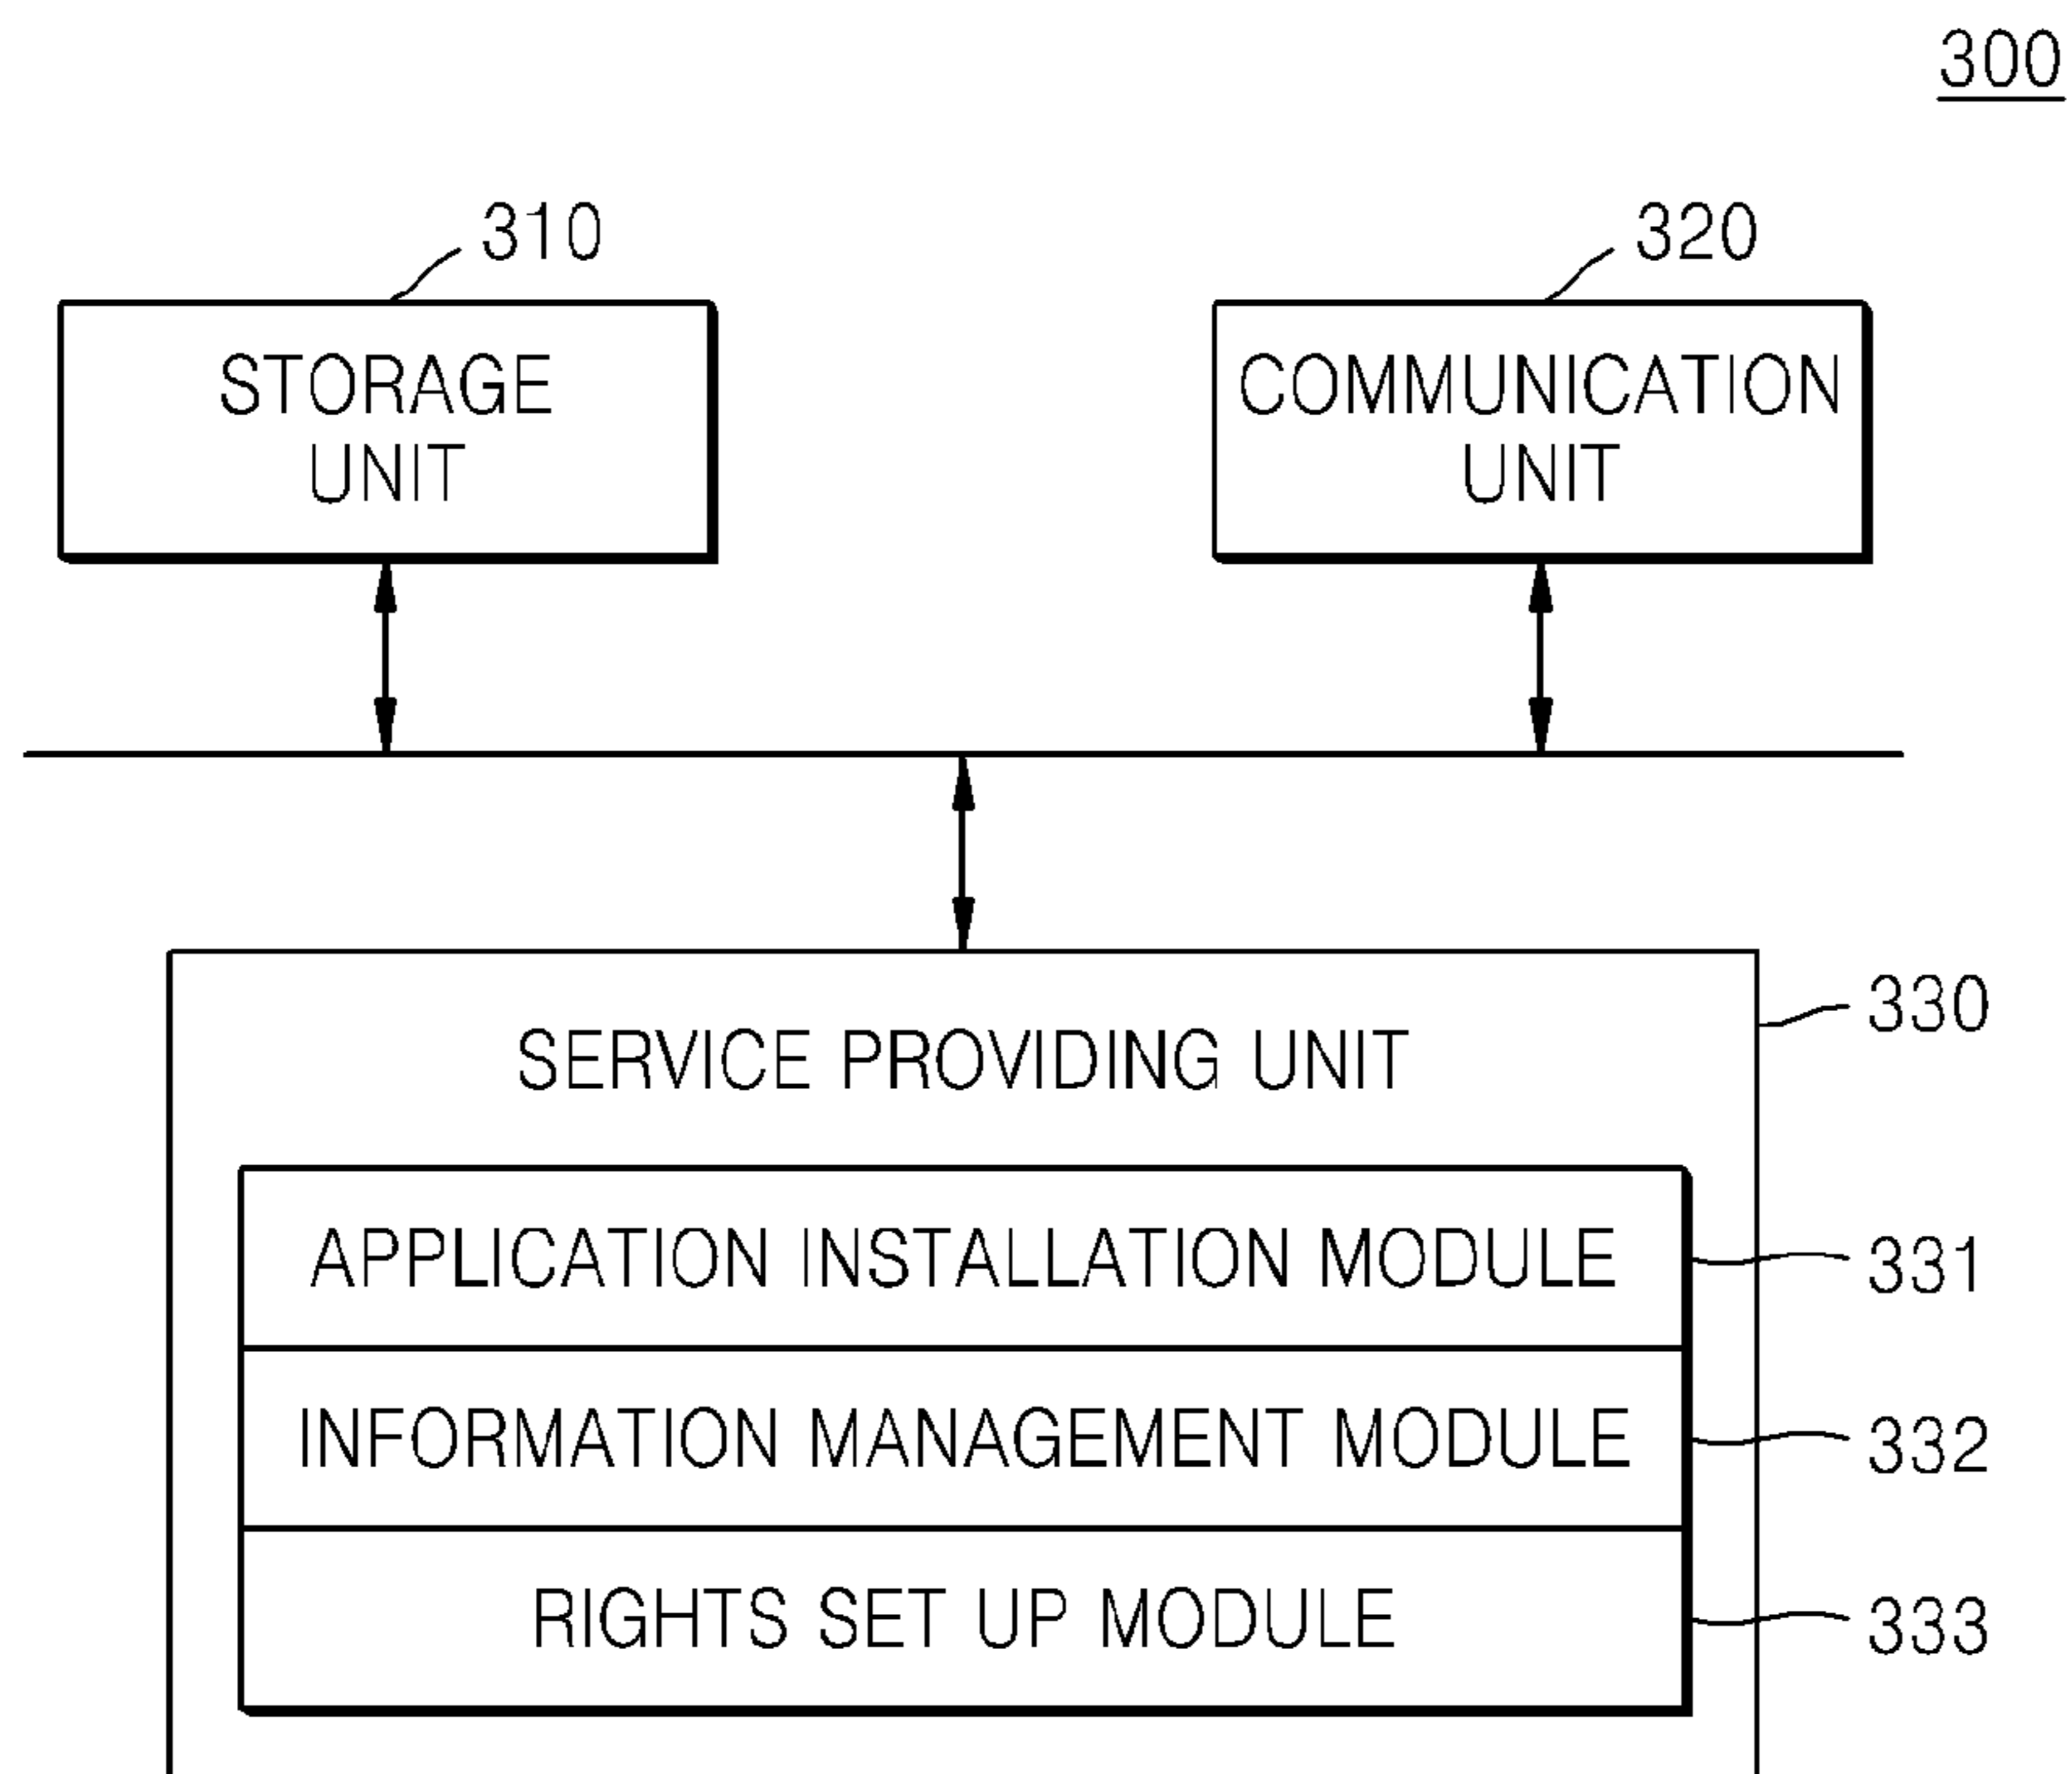 300
310
320
STORAGE
UNIT
COMMUNICATION
UNIT
330
SERVICE PROVIDING UNIT
APPLICATION INSTALLATION MODULE
331
INFORMATION MANAGEMENT MODULE
332
RIGHTS SET UP MODULE
333